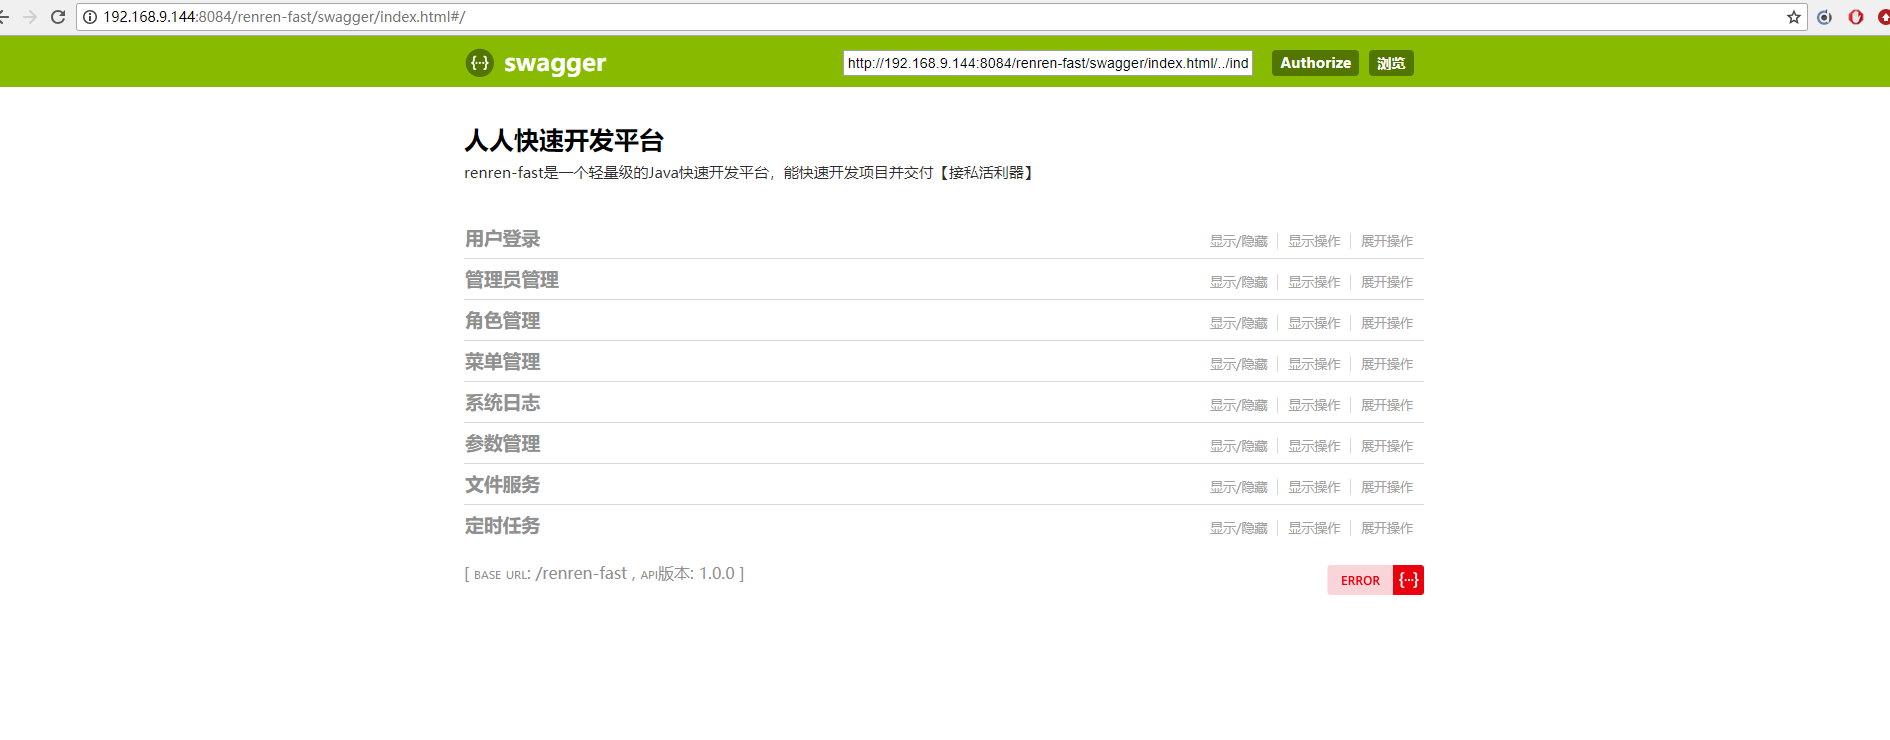 192.168.9.144:8084/renren-fast/swagger/index.html#/
{··} swagger http://192.168.9.144:8084/renren-fast/swagger/index.html/../ind Authorize 浏览
人人快速开发平台
renren-fast是一个轻量级的Java快速开发平台，能快速开发项目并交付【接私活利器】
用户登录 显示/隐藏 显示操作 展开操作
管理员管理 显示/隐藏 显示操作 展开操作
角色管理 显示/隐藏 显示操作 展开操作
菜单管理 显示/隐藏 显示操作 展开操作
系统日志 显示/隐藏 显示操作 展开操作
参数管理 显示/隐藏 显示操作 展开操作
文件服务 显示/隐藏 显示操作 展开操作
定时任务 显示/隐藏 显示操作 展开操作
[ BASE URL: /renren-fast , API版本: 1.0.0 ] ERROR {···}